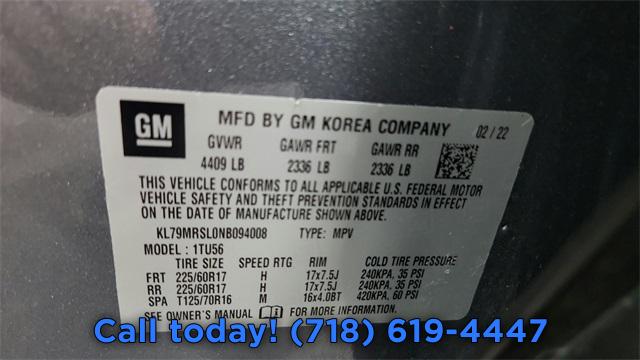 GM
MFD BY GM KOREA COMPANY 02/22
GVWR GAWR FRT GAWR RR
4409 LB 2336 LB 2336 LB
THIS VEHICLE CONFORMS TO ALL APPLICABLE U.S. FEDERAL MOTOR
VEHICLE SAFETY AND THEFT PREVENTION STANDARDS IN EFFECT
ON THE DATE OF MANUFACTURE SHOWN ABOVE.
KL79MRSL0NB094008 TYPE: MPV
MODEL: 1TU56
TIRE SIZE SPEED RTG RIM COLD TIRE PRESSURE
FRT 225/60R17 H 17x7.5J 240KPA, 35 PSI
RR 225/60R17 H 17x7.5J 240KPA, 35 PSI
SPA T125/70R16 M 16x4.0BT 420KPA, 60 PSI
SEE OWNER'S MANUAL FOR MORE INFORMATION.
Call today! (718) 619-4447